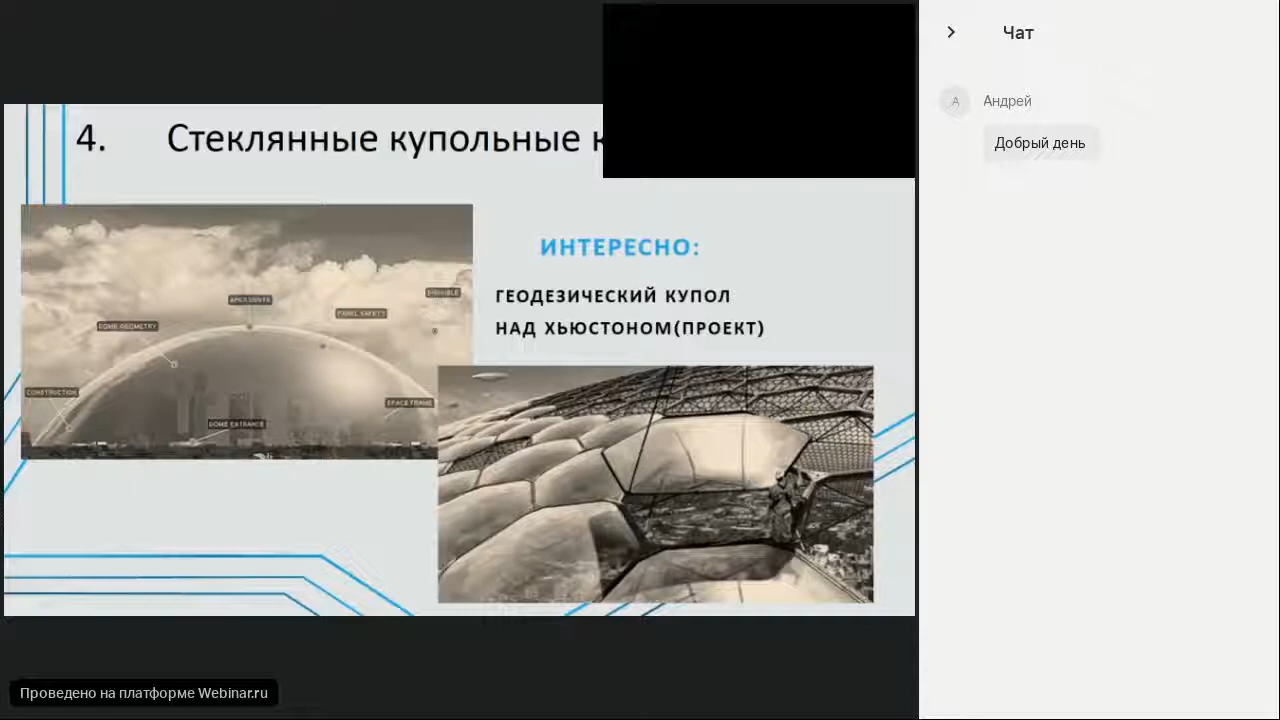 Чат
А Андрей
Добрый день
4. Стеклянные купольные к
ИНТЕРЕСНО:
ГЕОДЕЗИЧЕСКИЙ КУПОЛ
НАД ХЬЮСТОНОМ(ПРОЕКТ)
DOME GEOMETRY
PANEL SAFETY
CONSTRUCTION
SPACE FRAME
DOME ENTRANCE
Проведено на платформе Webinar.ru